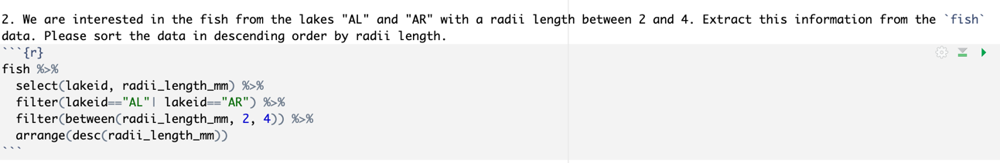 2. We are interested in the fish from the lakes "AL" and "AR" with a radii length between 2 and 4. Extract this information from the `fish`
data. Please sort the data in descending order by radii length.
```{r}
fish %>%
  select(lakeid, radii_length_mm) %>%
  filter(lakeid=="AL"| lakeid=="AR") %>%
  filter(between(radii_length_mm, 2, 4)) %>%
  arrange(desc(radii_length_mm))
```